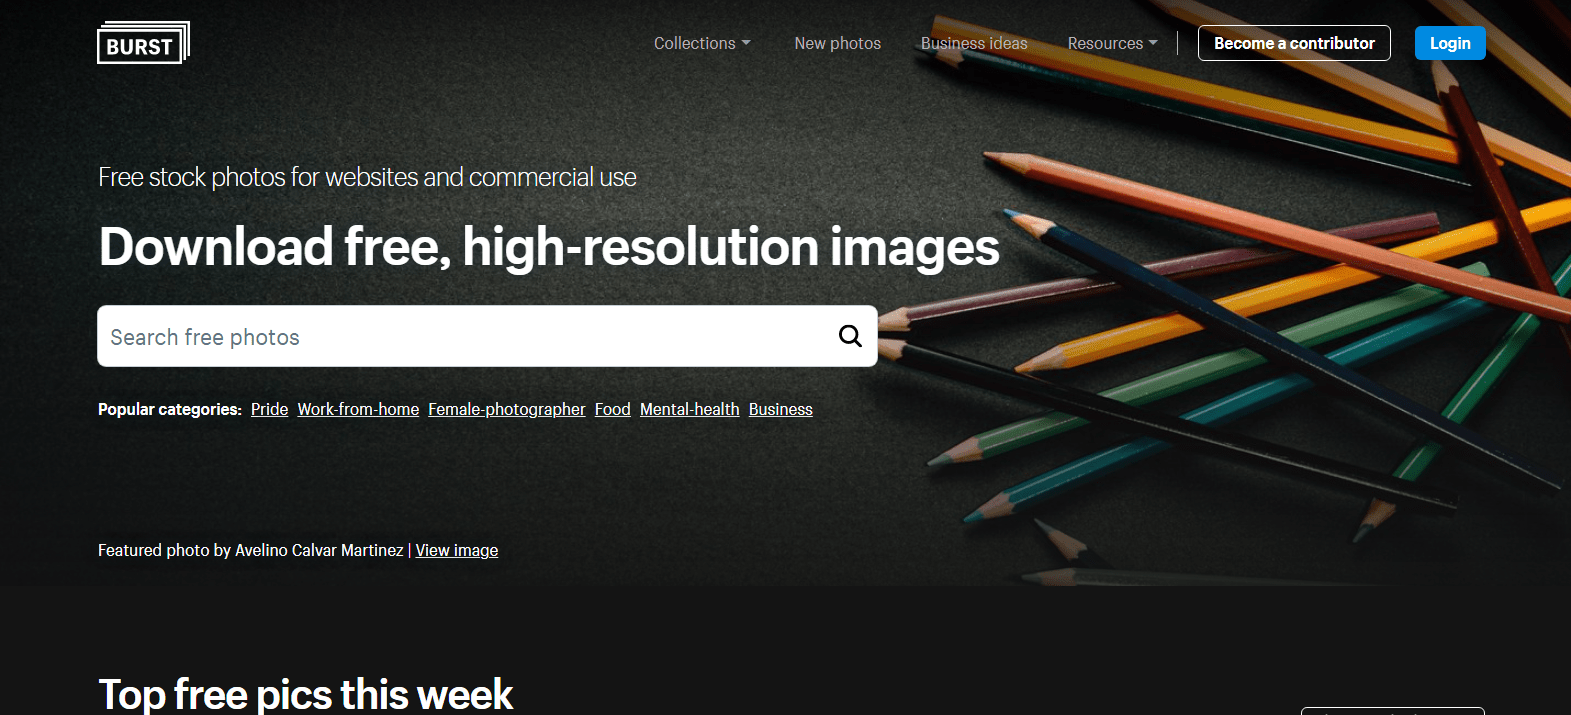 BURST
Collections
New photos
Business ideas
Resources
Become a contributor
Login
Free stock photos for websites and commercial use
Download free, high-resolution images
Search free photos
Popular categories: Pride Work-from-home Female-photographer Food Mental-health Business
Featured photo by Avelino Calvar Martinez | View image
Top free pics this week